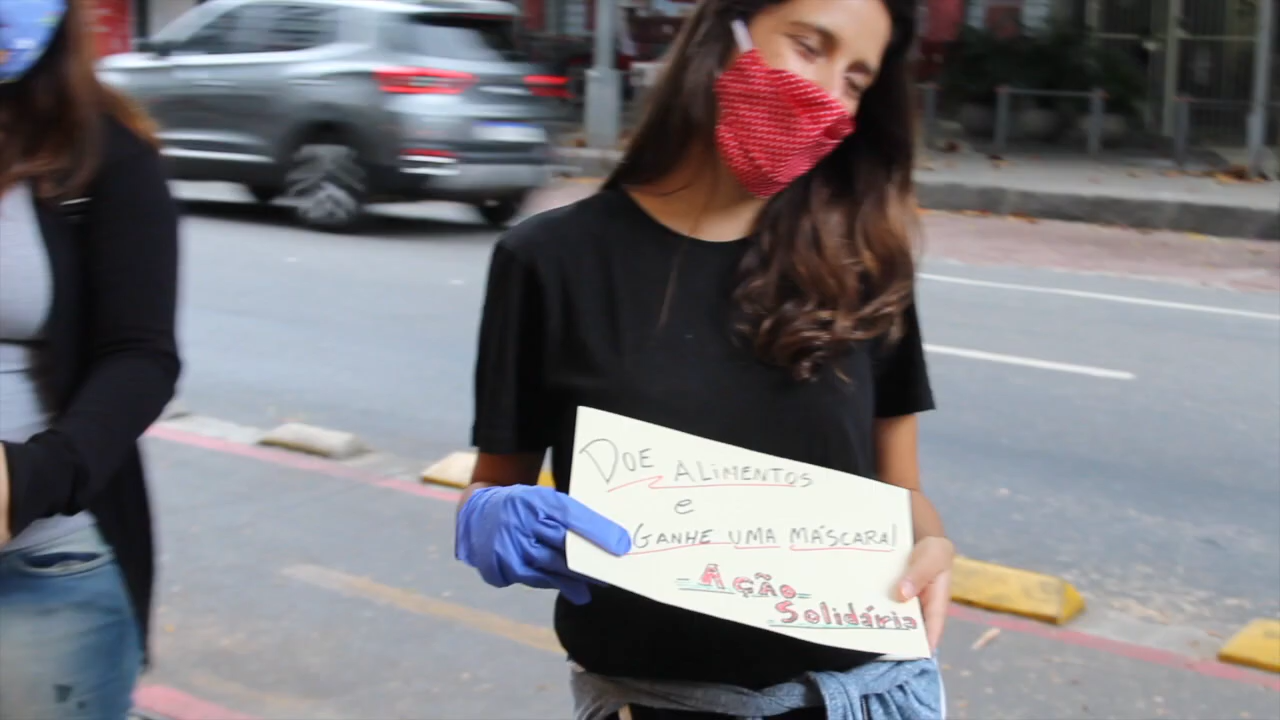 DOE ALIMENTOS
e
GANHE UMA MÁSCARA!
- AÇÃO -
Solidária